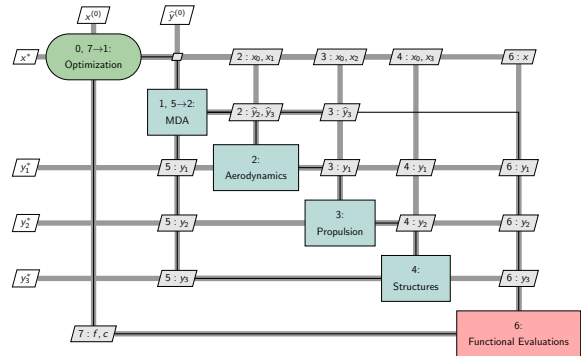 x^(0)
ŷ^(0)
x*
0, 7→1:
Optimization
2 : x₀, x₁
3 : x₀, x₂
4 : x₀, x₃
6 : x
1, 5→2:
MDA
2 : ŷ₂, ŷ₃
3 : ŷ₃
y₁*
5 : y₁
2:
Aerodynamics
3 : y₁
4 : y₁
6 : y₁
y₂*
5 : y₂
3:
Propulsion
4 : y₂
6 : y₂
y₃*
5 : y₃
4:
Structures
6 : y₃
7 : f, c
6:
Functional Evaluations